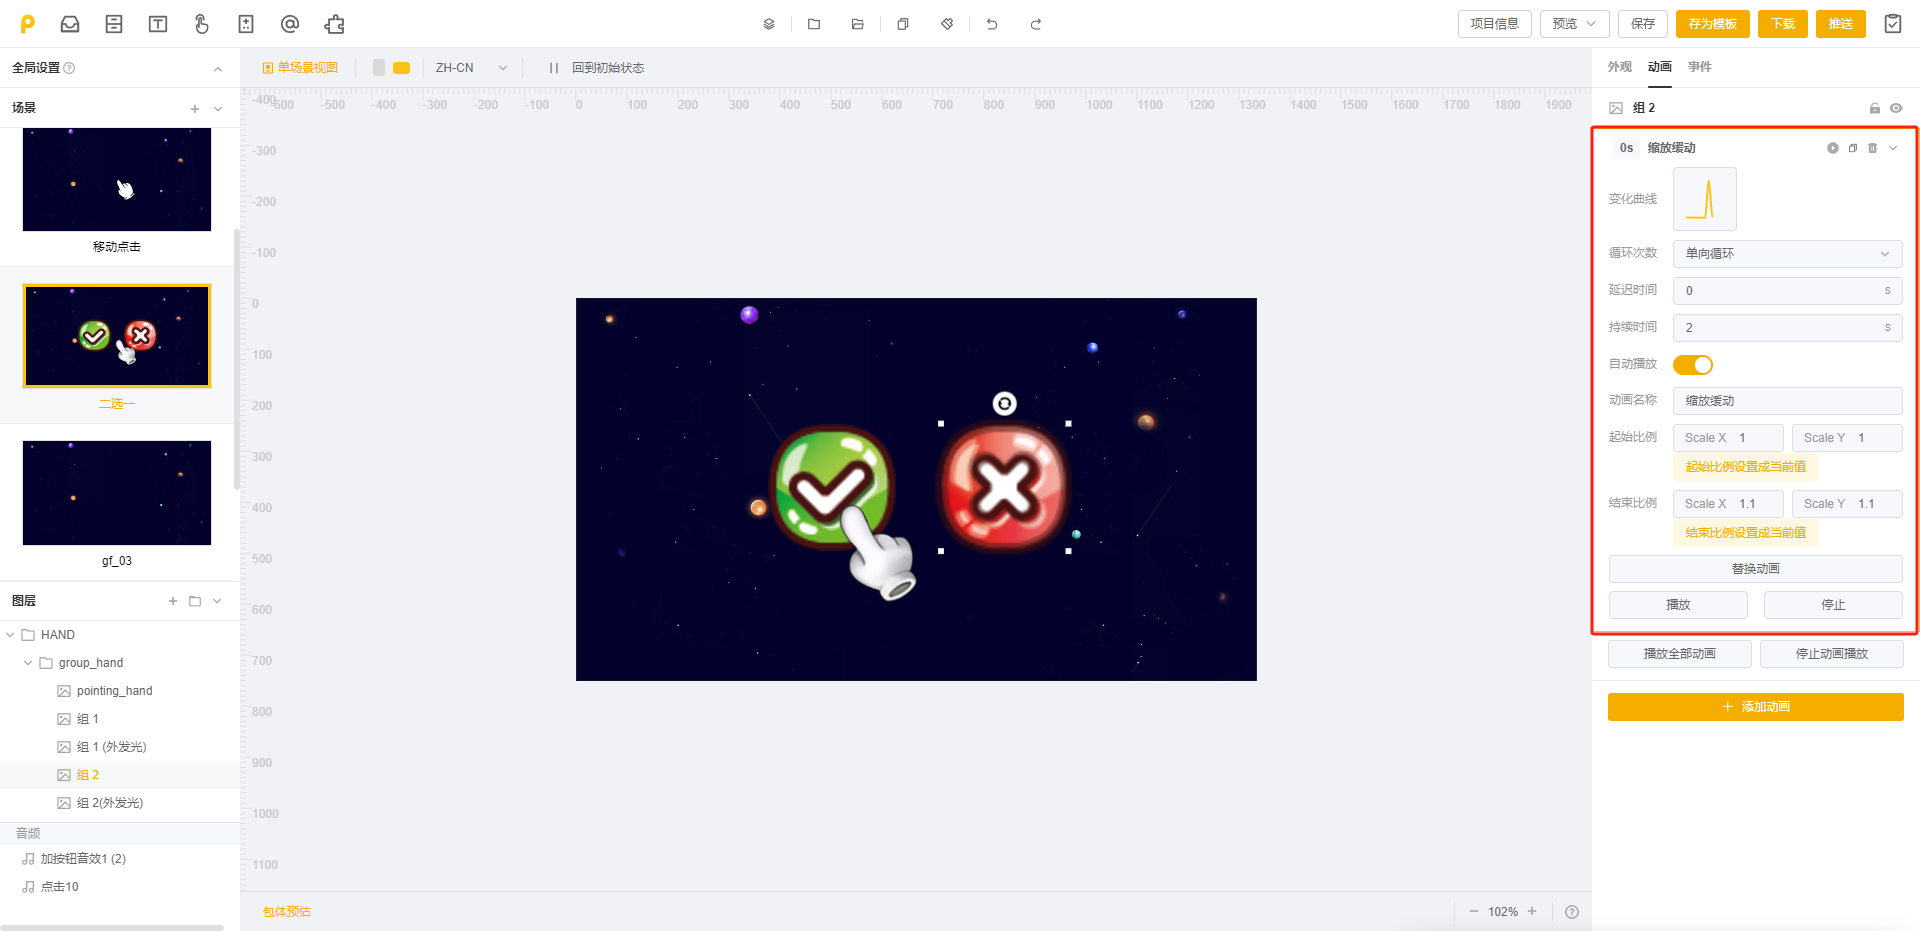 项目信息
预览
保存
存为模板
下载
推送
全局设置
场景
移动点击
二选一
gf_03
图层
HAND
group_hand
pointing_hand
组 1
组 1 (外发光)
组 2
组 2(外发光)
音频
加按钮音效1 (2)
点击10
单场景视图
ZH-CN
回到初始状态
-600 -500 -400 -300 -200 -100 0 100 200 300 400 500 600 700 800 900 1000 1100 1200 1300 1400 1500 1600 1700 1800 1900
-400
-300
-200
-100
0
100
200
300
400
500
600
700
800
900
1000
1100
包体预估
102%
外观 动画 事件
组 2
0s 缩放缓动
变化曲线
循环次数 单向循环
延迟时间 0 s
持续时间 2 s
自动播放
动画名称 缩放缓动
起始比例 Scale X 1 Scale Y 1
起始比例设置成当前值
结束比例 Scale X 1.1 Scale Y 1.1
结束比例设置成当前值
替换动画
播放 停止
播放全部动画 停止动画播放
添加动画